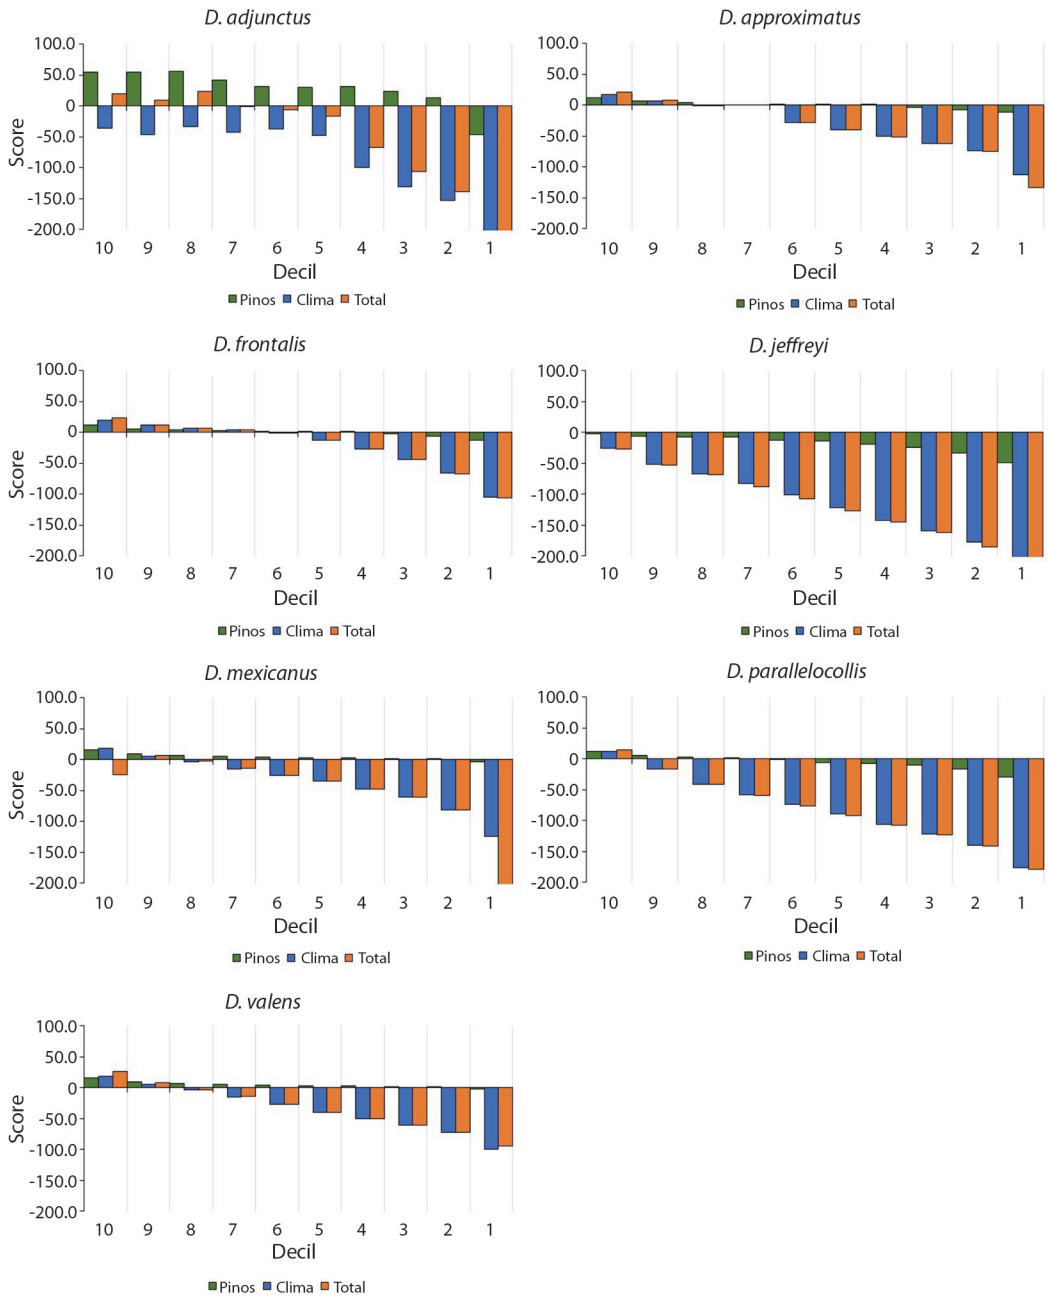 D. adjunctus
100.0
50.0
0
-50.0
-100.0
-150.0
-200.0
Score
10 9 8 7 6 5 4 3 2 1
Decil
Pinos Clima Total
D. approximatus
100.0
50.0
0
-50.0
-100.0
-150.0
-200.0
10 9 8 7 6 5 4 3 2 1
Decil
Pinos Clima Total
D. frontalis
100.0
50.0
0
-50.0
-100.0
-150.0
-200.0
Score
10 9 8 7 6 5 4 3 2 1
Decil
Pinos Clima Total
D. jeffreyi
100.0
50.0
0
-50.0
-100.0
-150.0
-200.0
10 9 8 7 6 5 4 3 2 1
Decil
Pinos Clima Total
D. mexicanus
100.0
50.0
0
-50.0
-100.0
-150.0
-200.0
Score
10 9 8 7 6 5 4 3 2 1
Decil
Pinos Clima Total
D. parallelocollis
100.0
50.0
0
-50.0
-100.0
-150.0
-200.0
10 9 8 7 6 5 4 3 2 1
Decil
Pinos Clima Total
D. valens
100.0
50.0
0
-50.0
-100.0
-150.0
-200.0
Score
10 9 8 7 6 5 4 3 2 1
Decil
Pinos Clima Total